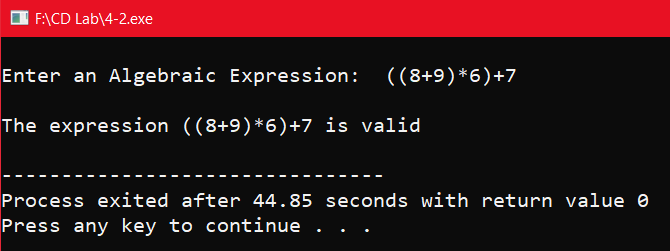 F:\CD Lab\4-2.exe
Enter an Algebraic Expression:  ((8+9)*6)+7
The expression ((8+9)*6)+7 is valid
--------------------------------
Process exited after 44.85 seconds with return value 0
Press any key to continue . . .